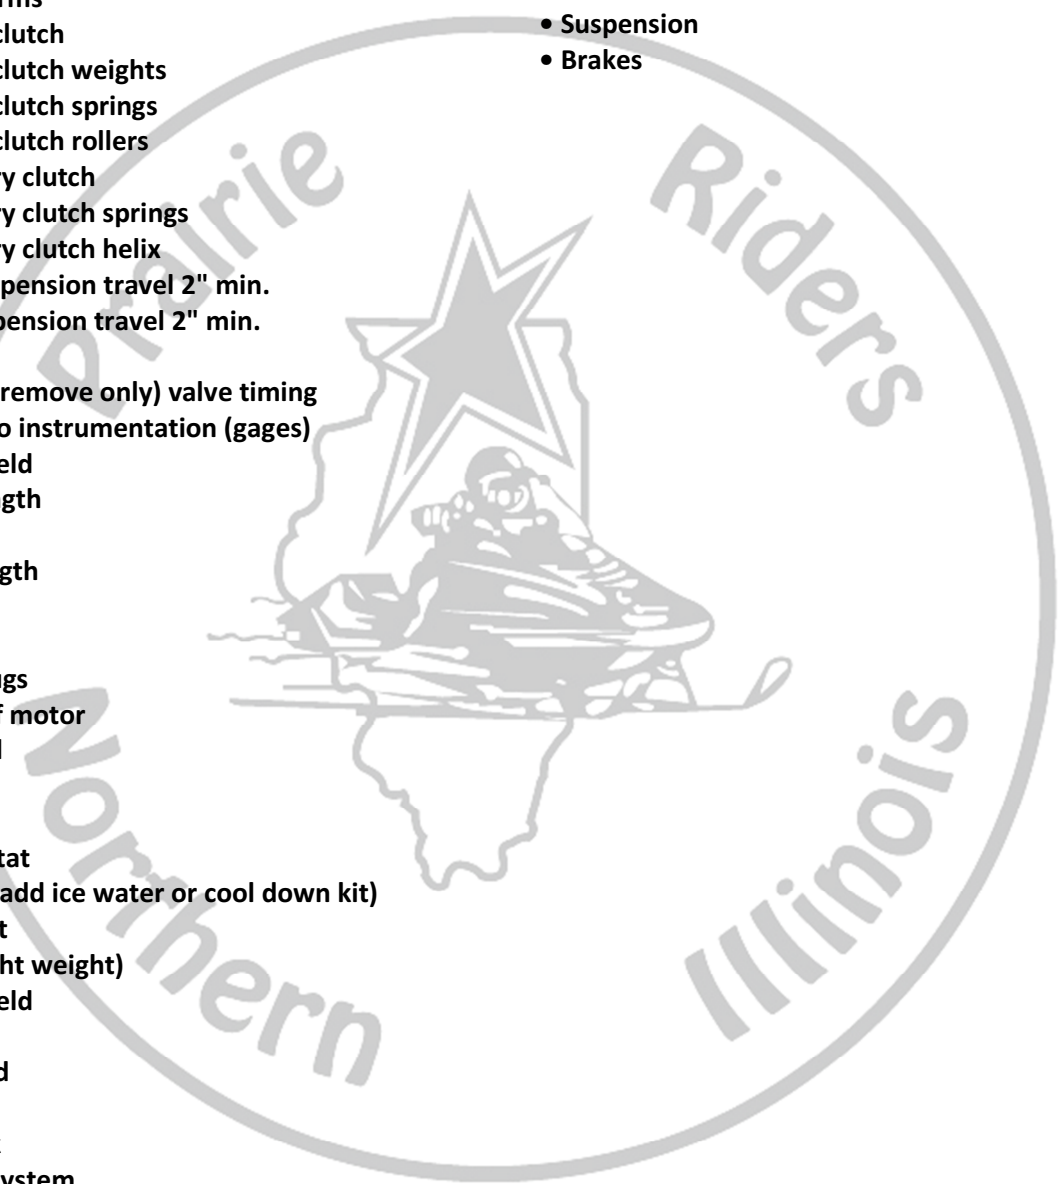 rms
clutch
clutch weights
clutch springs
clutch rollers
ry clutch
ry clutch springs
ry clutch helix
pension travel 2" min.
pension travel 2" min.
remove only) valve timing
o instrumentation (gages)
eld
ngth
gth
ugs
f motor
tat
add ice water or cool down kit)
t
ht weight)
eld
d
ystem
• Suspension
• Brakes
Prairie Riders
Northern Illinois